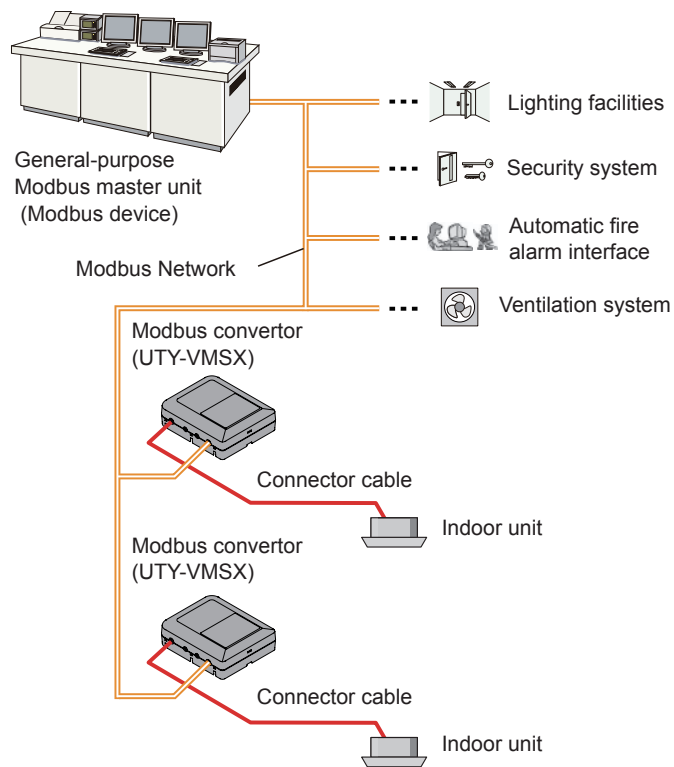 General-purpose
Modbus master unit
(Modbus device)
Lighting facilities
Security system
Automatic fire
alarm interface
Modbus Network
Ventilation system
Modbus convertor
(UTY-VMSX)
Connector cable
Indoor unit
Modbus convertor
(UTY-VMSX)
Connector cable
Indoor unit